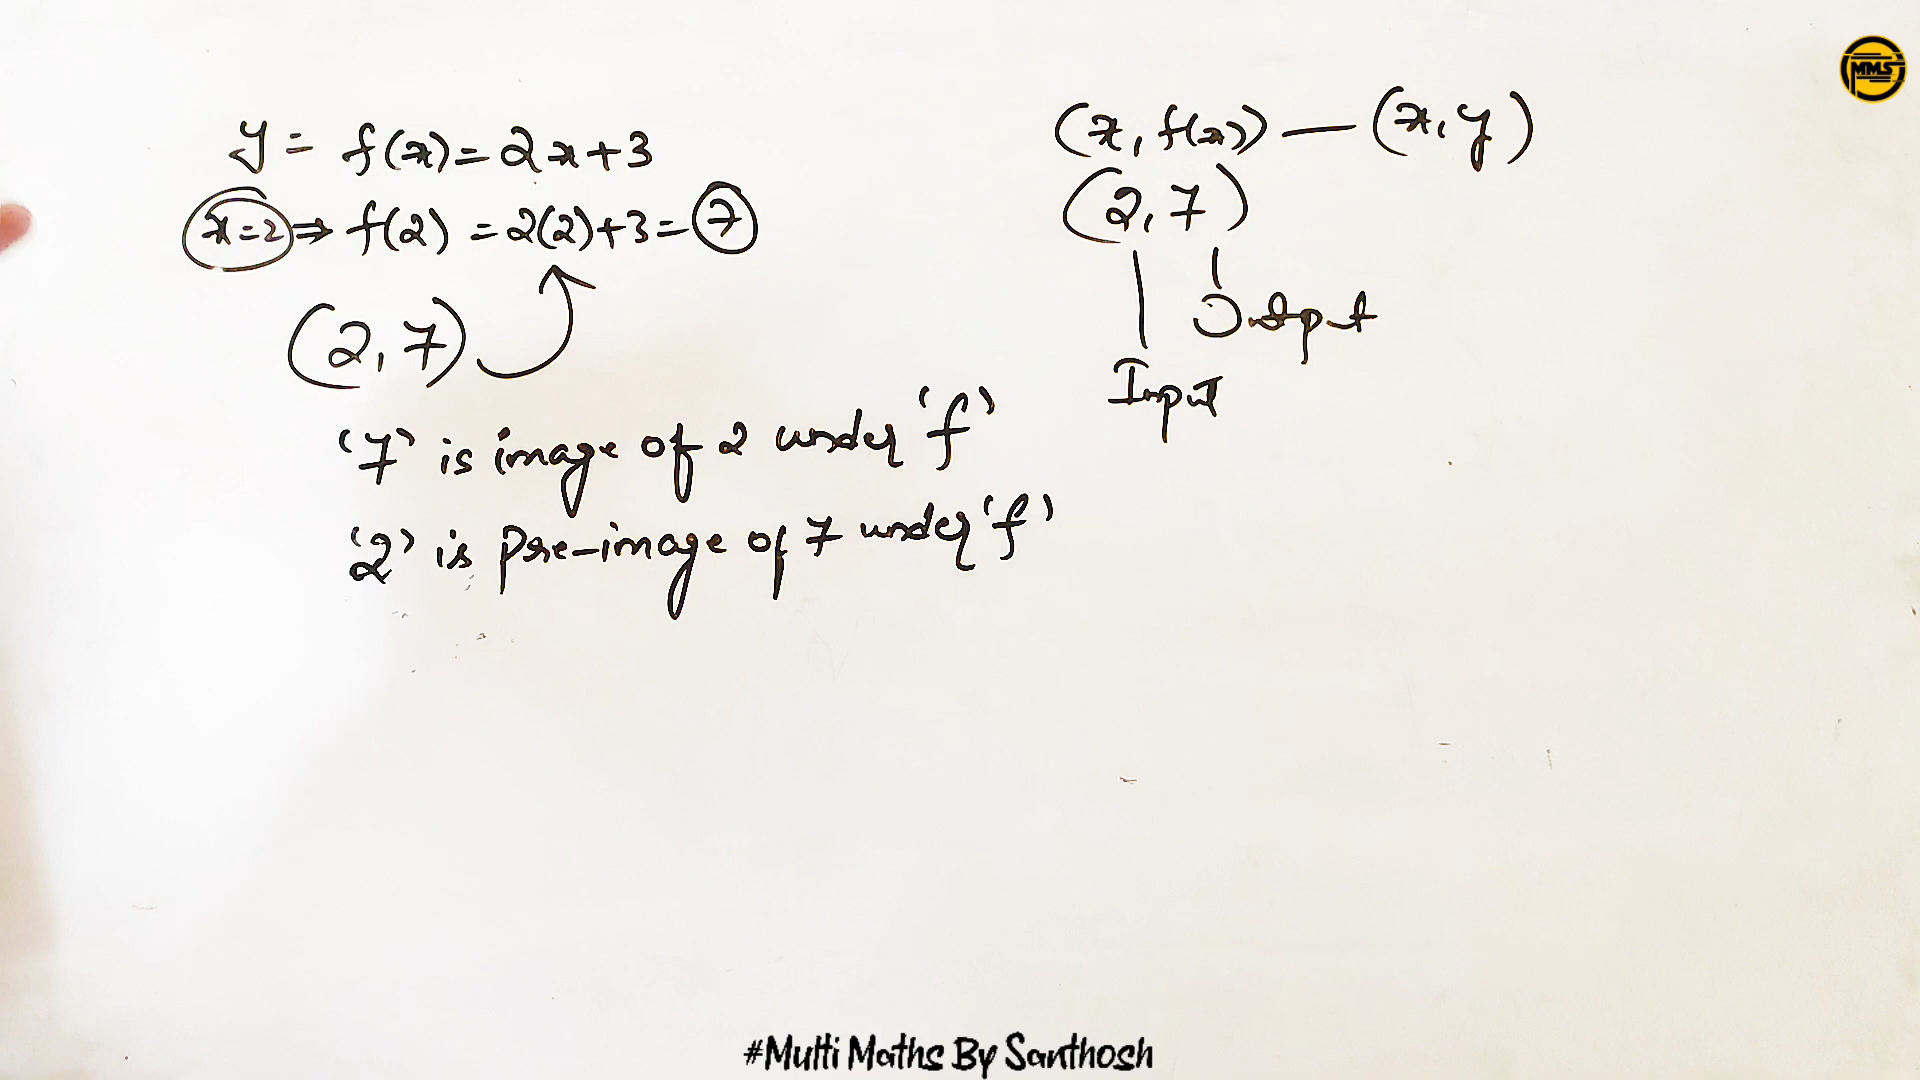 y = f(x) = 2x+3
x=2 ⇒ f(2) = 2(2)+3 = 7
(2, 7)
'7' is image of 2 under 'f'
'2' is Pre-image of 7 under 'f'
(x, f(x)) — (x, y)
(2, 7)
Output
Input
MMS
#Multi Maths By Santhosh